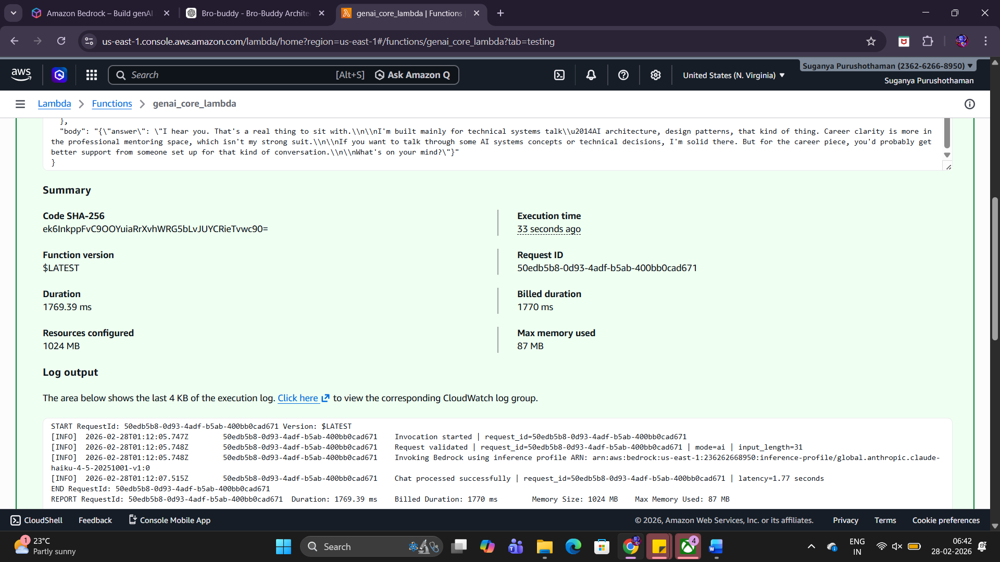 Amazon Bedrock – Build genAI
Bro-buddy - Bro-Buddy Archite
genai_core_lambda | Functions
us-east-1.console.aws.amazon.com/lambda/home?region=us-east-1#/functions/genai_core_lambda?tab=testing
aws
Search
[Alt+S]
Ask Amazon Q
United States (N. Virginia)
Suganya Purushothaman (2362-6266-8950)
Suganya Purushothaman
Lambda
Functions
genai_core_lambda
},
"body": "{\"answer\": \"I hear you. That's a real thing to sit with.\\n\\nI'm built mainly for technical systems talk\\u2014AI architecture, design patterns, that kind of thing. Career clarity is more in
the professional mentoring space, which isn't my strong suit.\\n\\nIf you want to talk through some AI systems concepts or technical decisions, I'm solid there. But for the career piece, you'd probably get
better support from someone set up for that kind of conversation.\\n\\nWhat's on your mind?\"}"
}
Summary
Code SHA-256
ek6InkppFvC9OOYuiaRrXvhWRG5bLvJUYCRieTvwc90=
Execution time
33 seconds ago
Function version
$LATEST
Request ID
50edb5b8-0d93-4adf-b5ab-400bb0cad671
Duration
1769.39 ms
Billed duration
1770 ms
Resources configured
1024 MB
Max memory used
87 MB
Log output
The area below shows the last 4 KB of the execution log. Click here to view the corresponding CloudWatch log group.
START RequestId: 50edb5b8-0d93-4adf-b5ab-400bb0cad671 Version: $LATEST
[INFO] 2026-02-28T01:12:05.747Z 50edb5b8-0d93-4adf-b5ab-400bb0cad671 Invocation started | request_id=50edb5b8-0d93-4adf-b5ab-400bb0cad671
[INFO] 2026-02-28T01:12:05.748Z 50edb5b8-0d93-4adf-b5ab-400bb0cad671 Request validated | request_id=50edb5b8-0d93-4adf-b5ab-400bb0cad671 | mode=ai | input_length=31
[INFO] 2026-02-28T01:12:05.748Z 50edb5b8-0d93-4adf-b5ab-400bb0cad671 Invoking Bedrock using inference profile ARN: arn:aws:bedrock:us-east-1:236262668950:inference-profile/global.anthropic.claude-
haiku-4-5-20251001-v1:0
[INFO] 2026-02-28T01:12:07.515Z 50edb5b8-0d93-4adf-b5ab-400bb0cad671 Chat processed successfully | request_id=50edb5b8-0d93-4adf-b5ab-400bb0cad671 | latency=1.77 seconds
END RequestId: 50edb5b8-0d93-4adf-b5ab-400bb0cad671
REPORT RequestId: 50edb5b8-0d93-4adf-b5ab-400bb0cad671 Duration: 1769.39 ms Billed Duration: 1770 ms Memory Size: 1024 MB Max Memory Used: 87 MB
CloudShell
Feedback
Console Mobile App
© 2026, Amazon Web Services, Inc. or its affiliates.
Privacy
Terms
Cookie preferences
1
23°C
Partly sunny
Search
4
ENG
IN
06:42
28-02-2026